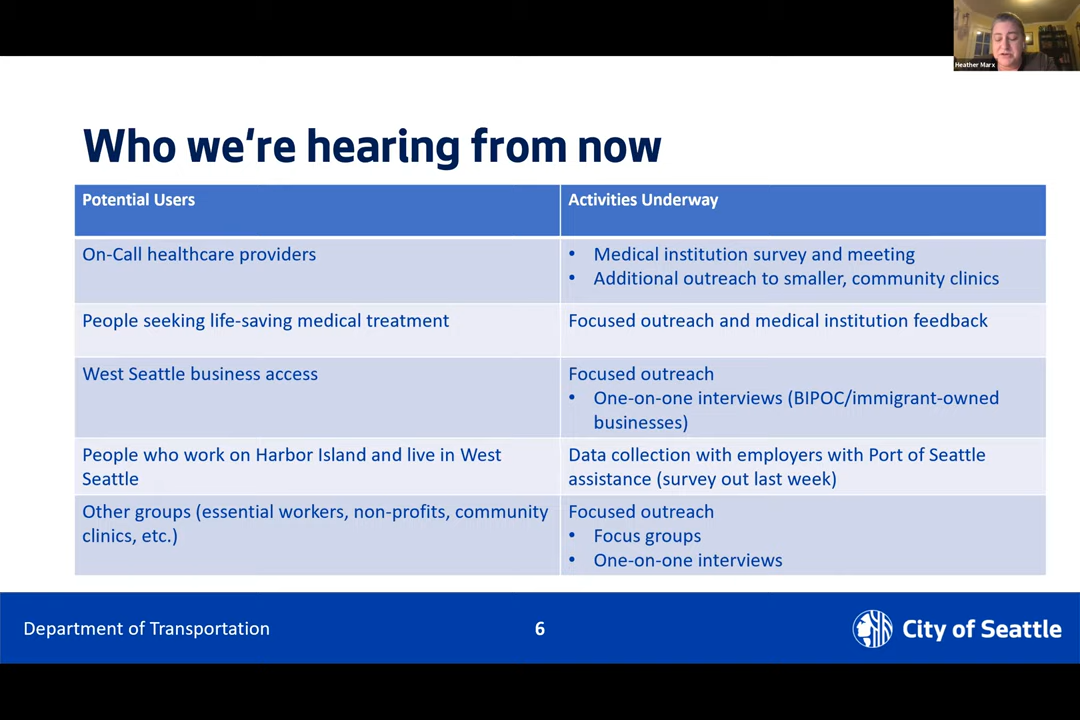 Heather Marx
Who we're hearing from now
Potential Users
Activities Underway
On-Call healthcare providers
• Medical institution survey and meeting
• Additional outreach to smaller, community clinics
People seeking life-saving medical treatment
Focused outreach and medical institution feedback
West Seattle business access
Focused outreach
• One-on-one interviews (BIPOC/immigrant-owned
businesses)
People who work on Harbor Island and live in West
Seattle
Data collection with employers with Port of Seattle
assistance (survey out last week)
Other groups (essential workers, non-profits, community
clinics, etc.)
Focused outreach
• Focus groups
• One-on-one interviews
Department of Transportation
6
City of Seattle